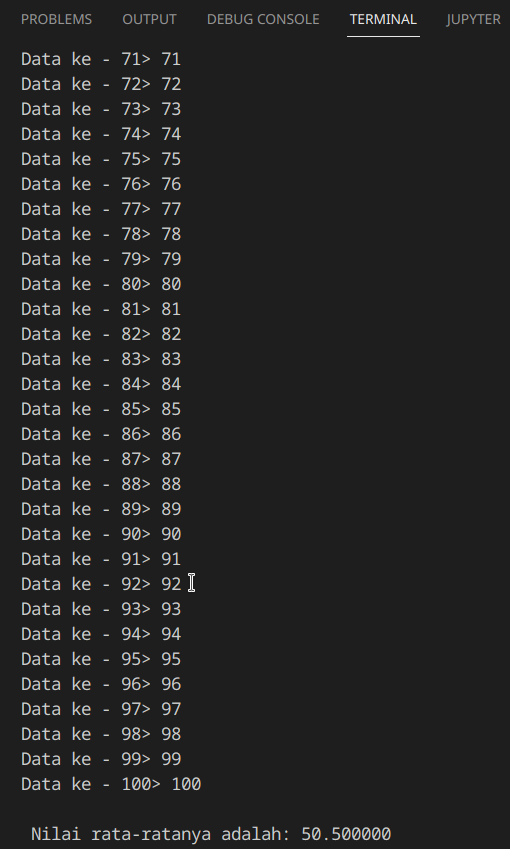 PROBLEMS OUTPUT DEBUG CONSOLE TERMINAL JUPYTER
Data ke - 71> 71
Data ke - 72> 72
Data ke - 73> 73
Data ke - 74> 74
Data ke - 75> 75
Data ke - 76> 76
Data ke - 77> 77
Data ke - 78> 78
Data ke - 79> 79
Data ke - 80> 80
Data ke - 81> 81
Data ke - 82> 82
Data ke - 83> 83
Data ke - 84> 84
Data ke - 85> 85
Data ke - 86> 86
Data ke - 87> 87
Data ke - 88> 88
Data ke - 89> 89
Data ke - 90> 90
Data ke - 91> 91
Data ke - 92> 92
Data ke - 93> 93
Data ke - 94> 94
Data ke - 95> 95
Data ke - 96> 96
Data ke - 97> 97
Data ke - 98> 98
Data ke - 99> 99
Data ke - 100> 100
Nilai rata-ratanya adalah: 50.500000